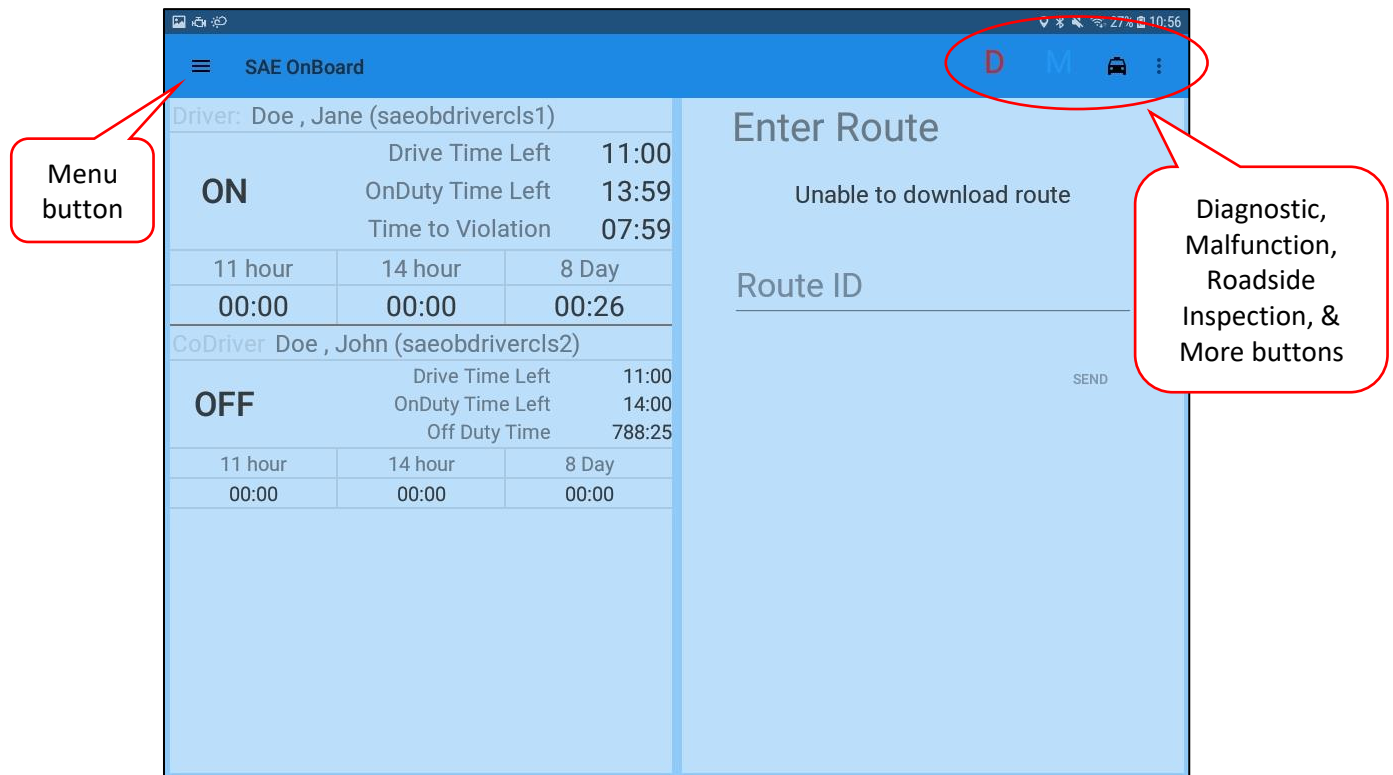 27% 10:56
SAE OnBoard
D M
Menu
button
Driver: Doe , Jane (saeobdrivercls1)
ON
Drive Time Left 11:00
OnDuty Time Left 13:59
Time to Violation 07:59
11 hour 14 hour 8 Day
00:00 00:00 00:26
CoDriver Doe , John (saeobdrivercls2)
OFF
Drive Time Left 11:00
OnDuty Time Left 14:00
Off Duty Time 788:25
11 hour 14 hour 8 Day
00:00 00:00 00:00
Enter Route
Unable to download route
Route ID
SEND
Diagnostic,
Malfunction,
Roadside
Inspection, &
More buttons